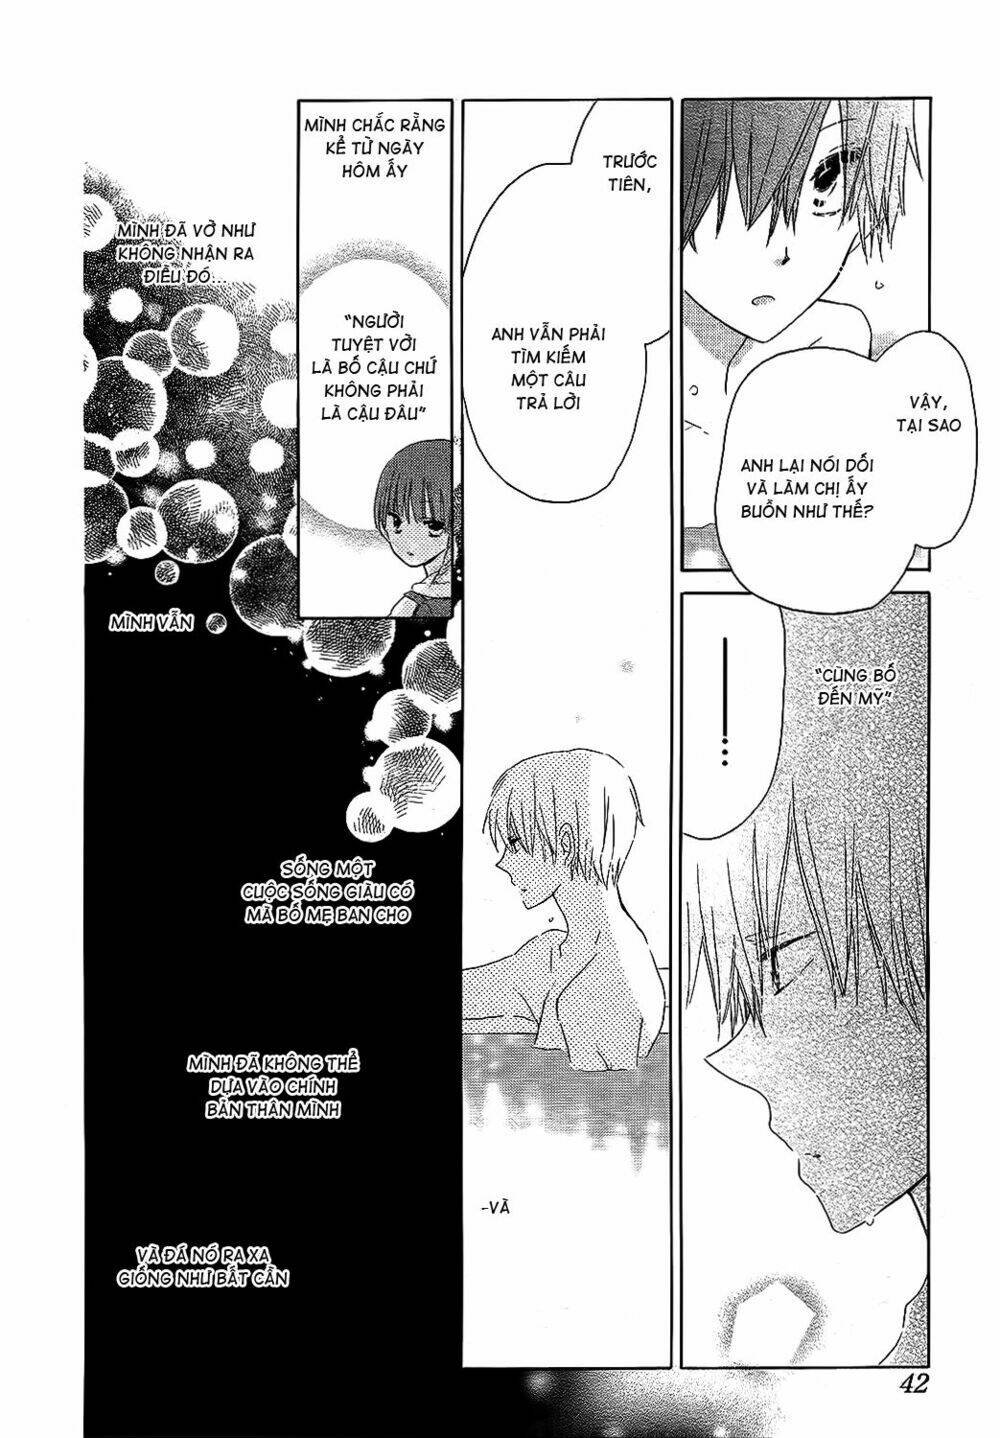 VẬY,
TẠI SAO
ANH LẠI NÓI DỐI
VÀ LÀM CHỊ ẤY
BUỒN NHƯ THẾ?
“CÙNG BỐ
ĐẾN MỸ”
TRƯỚC
TIÊN,
ANH VẪN PHẢI
TÌM KIẾM
MỘT CÂU
TRẢ LỜI
-VÀ
MÌNH CHẮC RẰNG
KỂ TỪ NGÀY
HÔM ẤY
“NGƯỜI
TUYỆT VỜI
LÀ BỐ CẬU CHỨ
KHÔNG PHẢI
LÀ CẬU ĐÂU”
MÌNH ĐÃ VỜ NHƯ
KHÔNG NHẬN RA
ĐIỀU ĐÓ...
MÌNH VẪN
SỐNG MỘT
CUỘC SỐNG GIÀU CÓ
MÃ BỐ MẸ BAN CHO
MÌNH ĐÃ KHÔNG THỂ
DỰA VÀO CHÍNH
BẢN THÂN MÌNH
VÀ ĐÁ NÓ RA XA
GIỐNG NHƯ BẤT CẦN
42